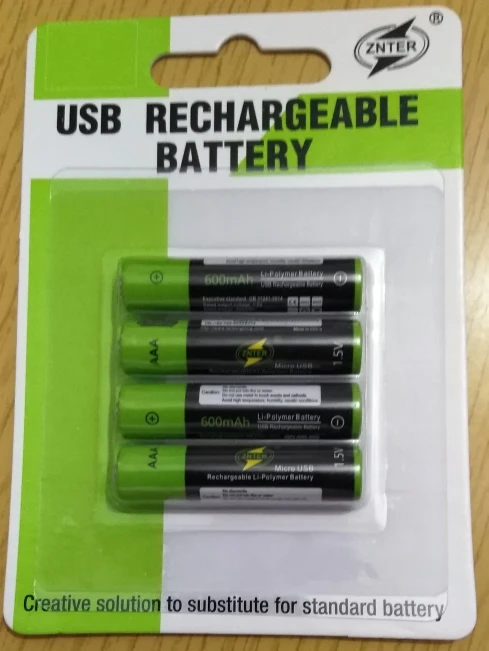 ZNTER ®
USB RECHARGEABLE
BATTERY
600mAh Li-Polymer Battery
USB Rechargeable Battery
AAA ZNTER 1.5V
Micro USB
600mAh Li-Polymer Battery
USB Rechargeable Battery
AAA ZNTER 1.5V
Micro USB
Rechargeable Li-Polymer Battery
Creative solution to substitute for standard battery